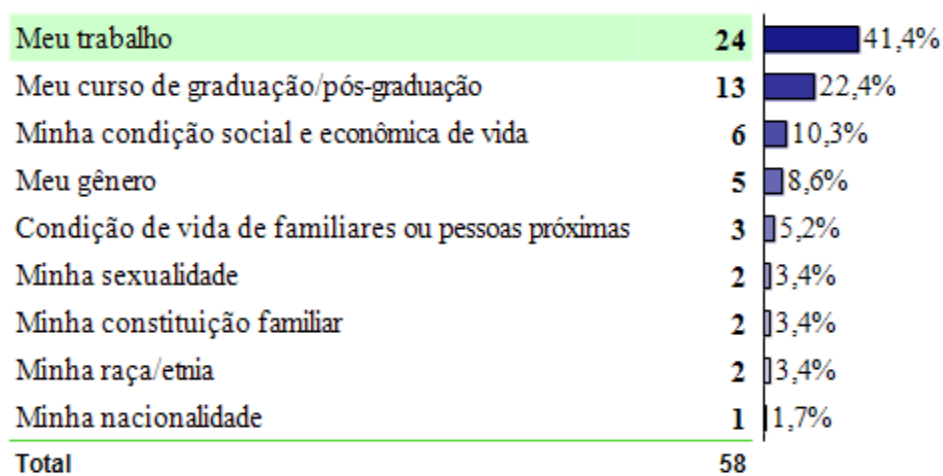 Meu trabalho 24 41,4%
Meu curso de graduação/pós-graduação 13 22,4%
Minha condição social e econômica de vida 6 10,3%
Meu gênero 5 8,6%
Condição de vida de familiares ou pessoas próximas 3 5,2%
Minha sexualidade 2 3,4%
Minha constituição familiar 2 3,4%
Minha raça/etnia 2 3,4%
Minha nacionalidade 1 1,7%
Total 58